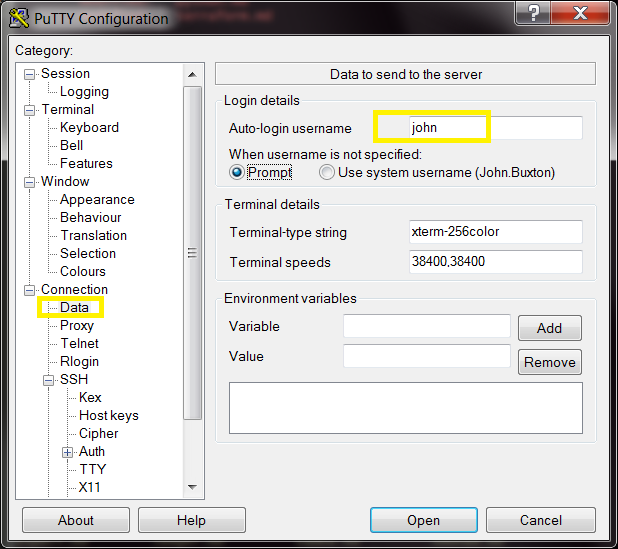 PuTTY Configuration
Category:
Session
Logging
Terminal
Keyboard
Bell
Features
Window
Appearance
Behaviour
Translation
Selection
Colours
Connection
Data
Proxy
Telnet
Rlogin
SSH
Kex
Host keys
Cipher
Auth
TTY
X11
Data to send to the server
Login details
Auto-login username john
When username is not specified:
Prompt Use system username (John.Buxton)
Terminal details
Terminal-type string xterm-256color
Terminal speeds 38400,38400
Environment variables
Variable Add
Value Remove
About Help Open Cancel